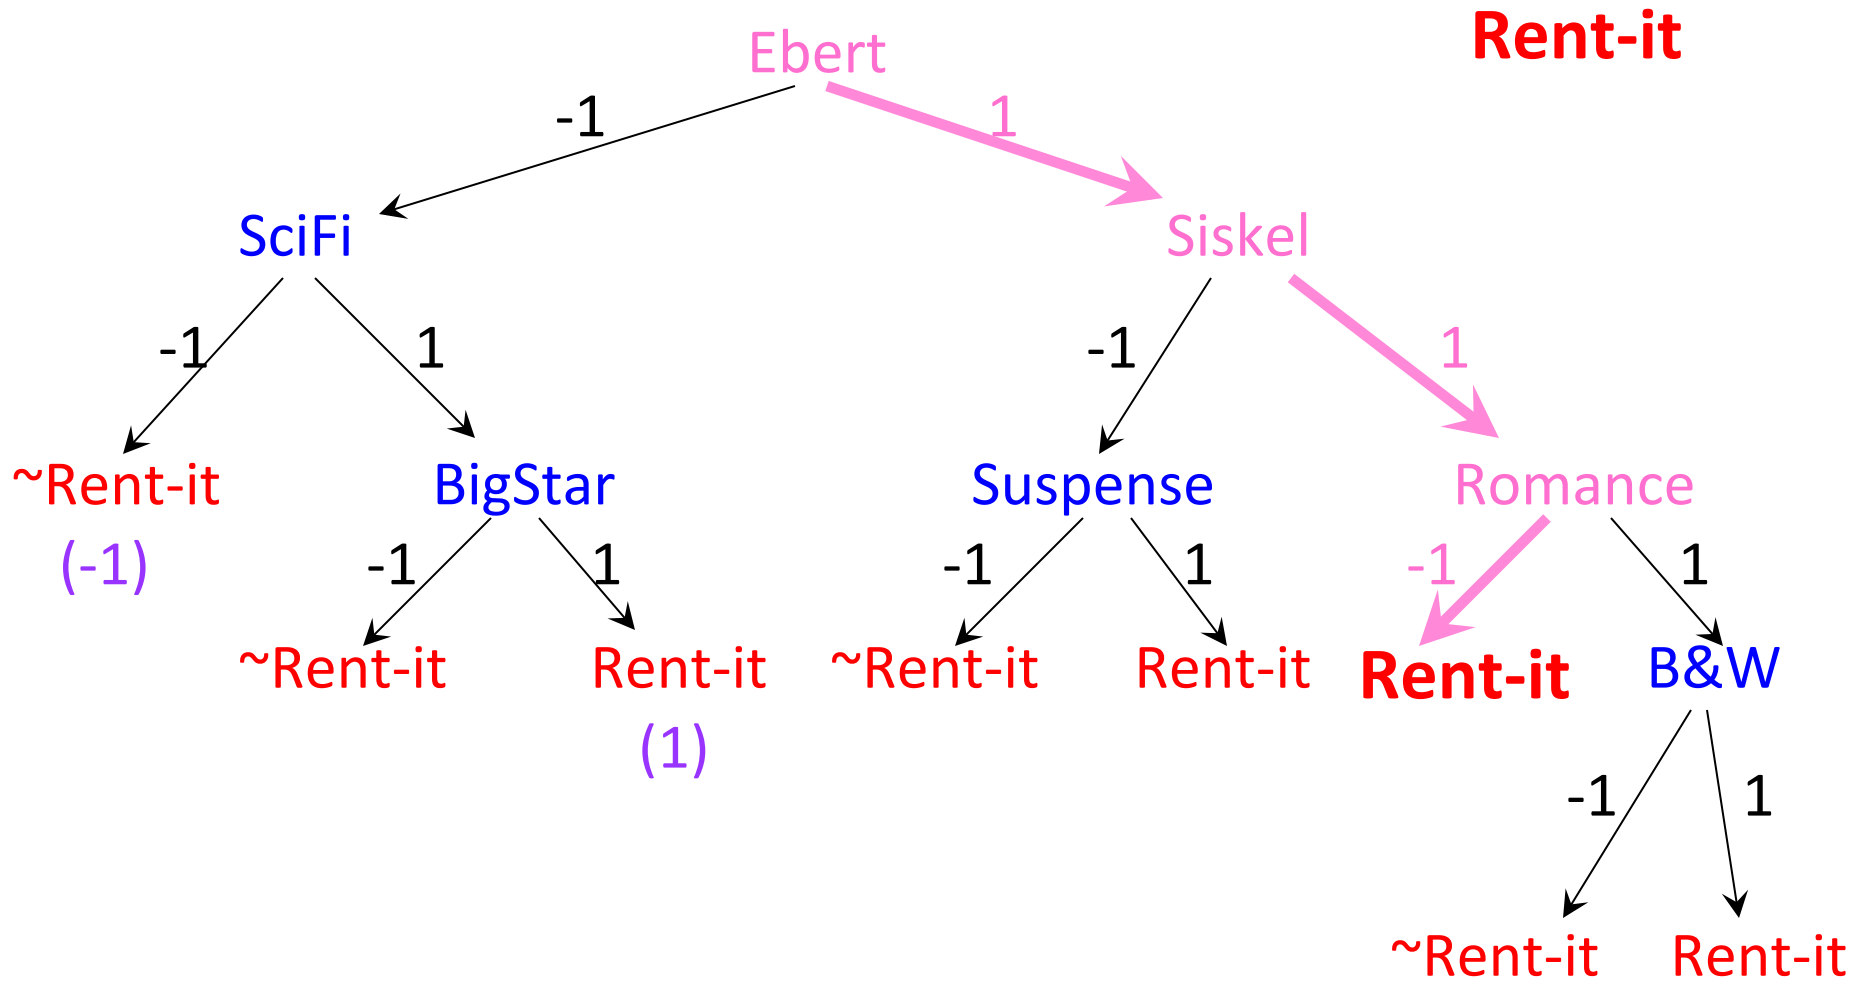 Rent-it
Ebert
-1 1
SciFi Siskel
-1 1 -1 1
~Rent-it BigStar Suspense Romance
(-1) -1 1 -1 1 -1 1
~Rent-it Rent-it ~Rent-it Rent-it Rent-it B&W
(1)
-1 1
~Rent-it Rent-it